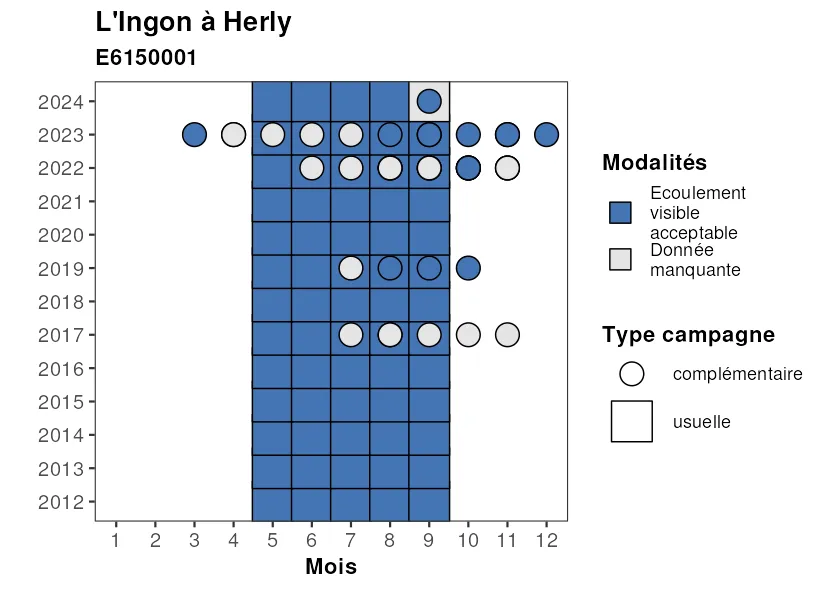 L'Ingon à Herly
E6150001
2024
2023
2022
2021
2020
2019
2018
2017
2016
2015
2014
2013
2012
1 2 3 4 5 6 7 8 9 10 11 12
Mois
Modalités
Ecoulement
visible
acceptable
Donnée
manquante
Type campagne
complémentaire
usuelle